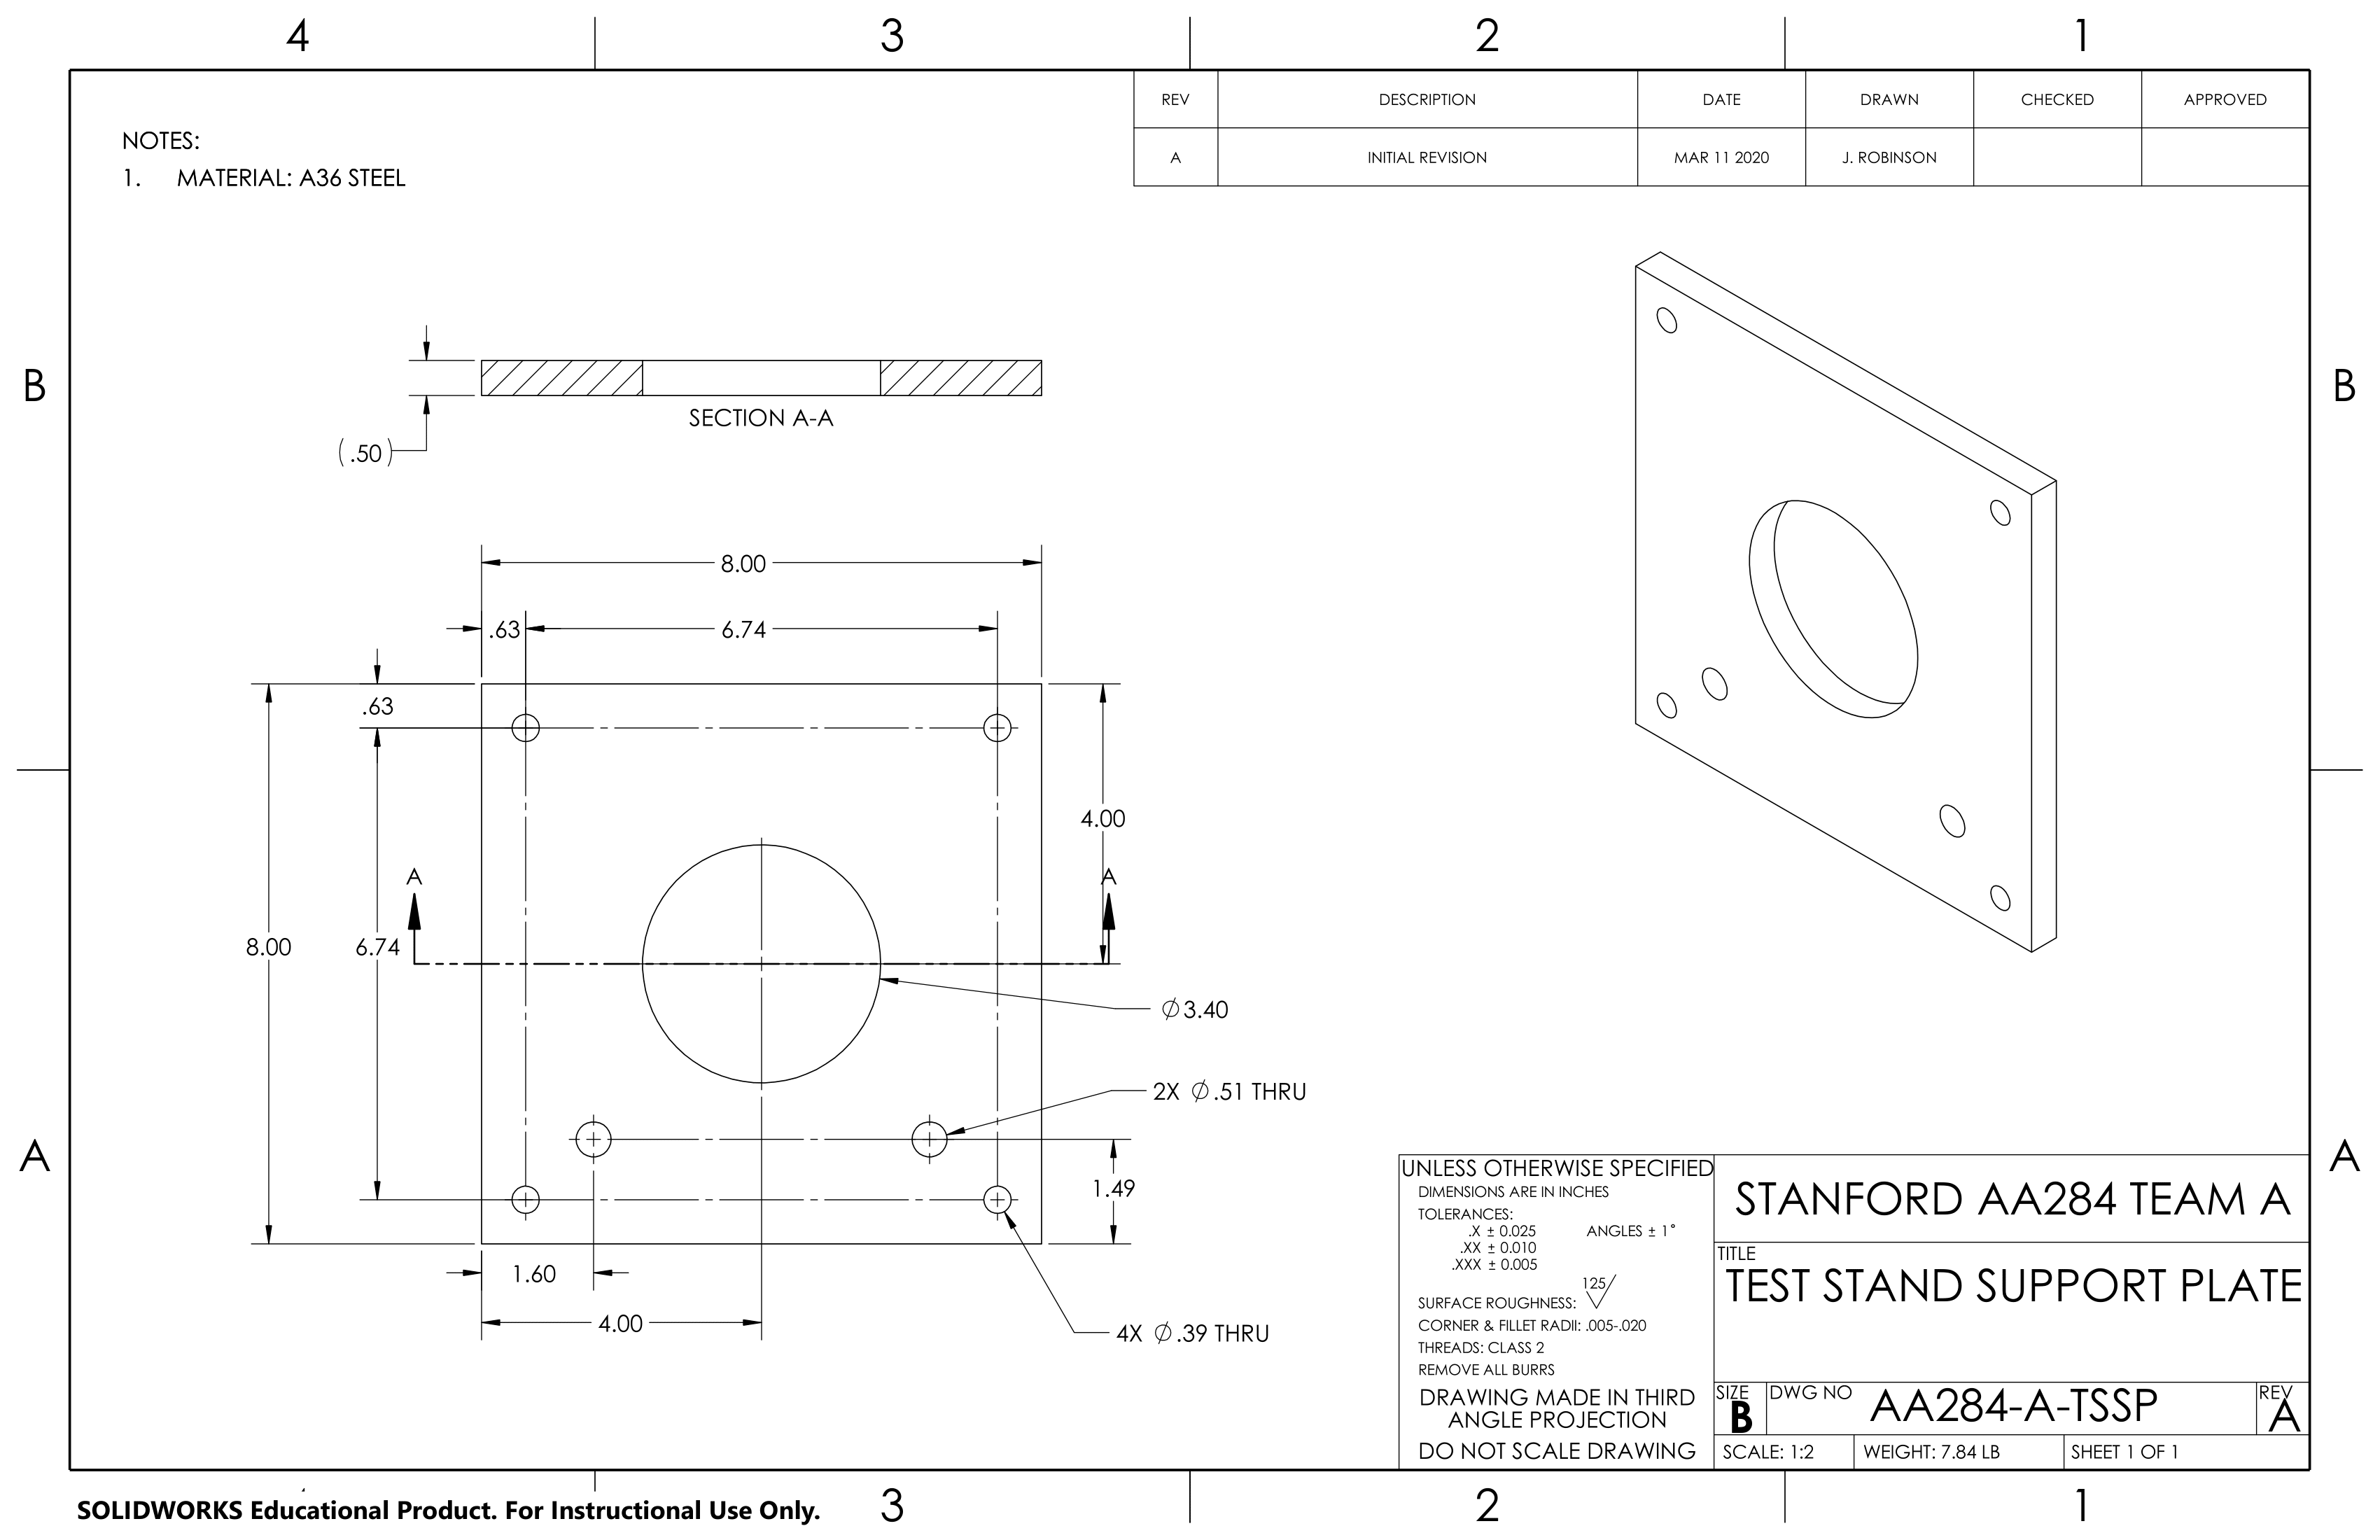 4 3 2 1
REV DESCRIPTION DATE DRAWN CHECKED APPROVED
A INITIAL REVISION MAR 11 2020 J. ROBINSON
NOTES:
1. MATERIAL: A36 STEEL
B B
SECTION A-A
(.50)
8.00
.63 6.74
.63
4.00
A A
8.00 6.74
⌀3.40
2X ⌀.51 THRU
A A
1.49
1.60
4.00
4X ⌀.39 THRU
UNLESS OTHERWISE SPECIFIED
DIMENSIONS ARE IN INCHES
TOLERANCES:
.X ± 0.025 ANGLES ± 1°
.XX ± 0.010
.XXX ± 0.005
125
SURFACE ROUGHNESS:
CORNER & FILLET RADII: .005-.020
THREADS: CLASS 2
REMOVE ALL BURRS
DRAWING MADE IN THIRD
ANGLE PROJECTION
DO NOT SCALE DRAWING
STANFORD AA284 TEAM A
TITLE
TEST STAND SUPPORT PLATE
SIZE DWG NO REV
B AA284-A-TSSP A
SCALE: 1:2 WEIGHT: 7.84 LB SHEET 1 OF 1
SOLIDWORKS Educational Product. For Instructional Use Only.
3 2 1